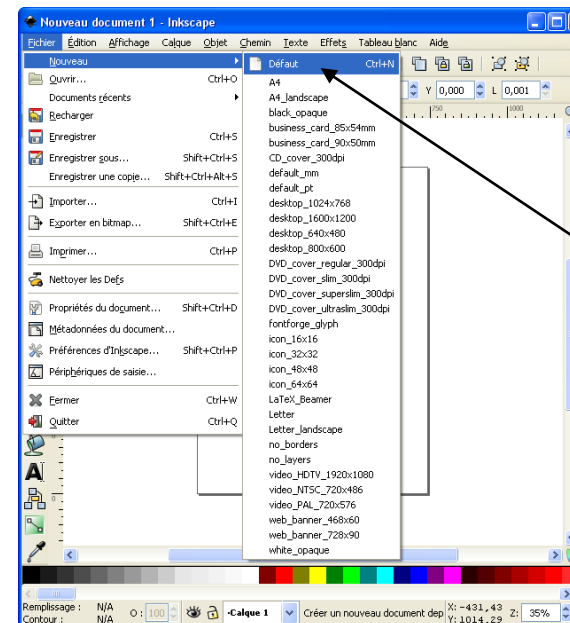 Nouveau document 1 - Inkscape
Fichier Édition Affichage Calque Objet Chemin Texte Effets Tableau blanc Aide
Nouveau
Ouvrir... Ctrl+O
Documents récents
Recharger
Enregistrer Ctrl+S
Enregistrer sous... Shift+Ctrl+S
Enregistrer une copie... Shift+Ctrl+Alt+S
Importer... Ctrl+I
Exporter en bitmap... Shift+Ctrl+E
Imprimer... Ctrl+P
Nettoyer les Defs
Propriétés du document... Shift+Ctrl+D
Métadonnées du document...
Préférences d'Inkscape... Shift+Ctrl+P
Périphériques de saisie...
Fermer Ctrl+W
Quitter Ctrl+Q
Défaut Ctrl+N
A4
A4_landscape
black_opaque
business_card_85x54mm
business_card_90x50mm
CD_cover_300dpi
default_mm
default_pt
desktop_1024x768
desktop_1600x1200
desktop_640x480
desktop_800x600
DVD_cover_regular_300dpi
DVD_cover_slim_300dpi
DVD_cover_superslim_300dpi
DVD_cover_ultraslim_300dpi
fontforge_glyph
icon_16x16
icon_32x32
icon_48x48
icon_64x64
LaTeX_Beamer
Letter
Letter_landscape
no_borders
no_layers
video_HDTV_1920x1080
video_NTSC_720x486
video_PAL_720x576
web_banner_468x60
web_banner_728x90
white_opaque
Y 0,000 L 0,001
750 1000
A
0
Remplissage : N/A
Contour : N/A
O : 100
Calque 1
Créer un nouveau document dep
X: -431,43
Y: 1014,29
Z: 35%